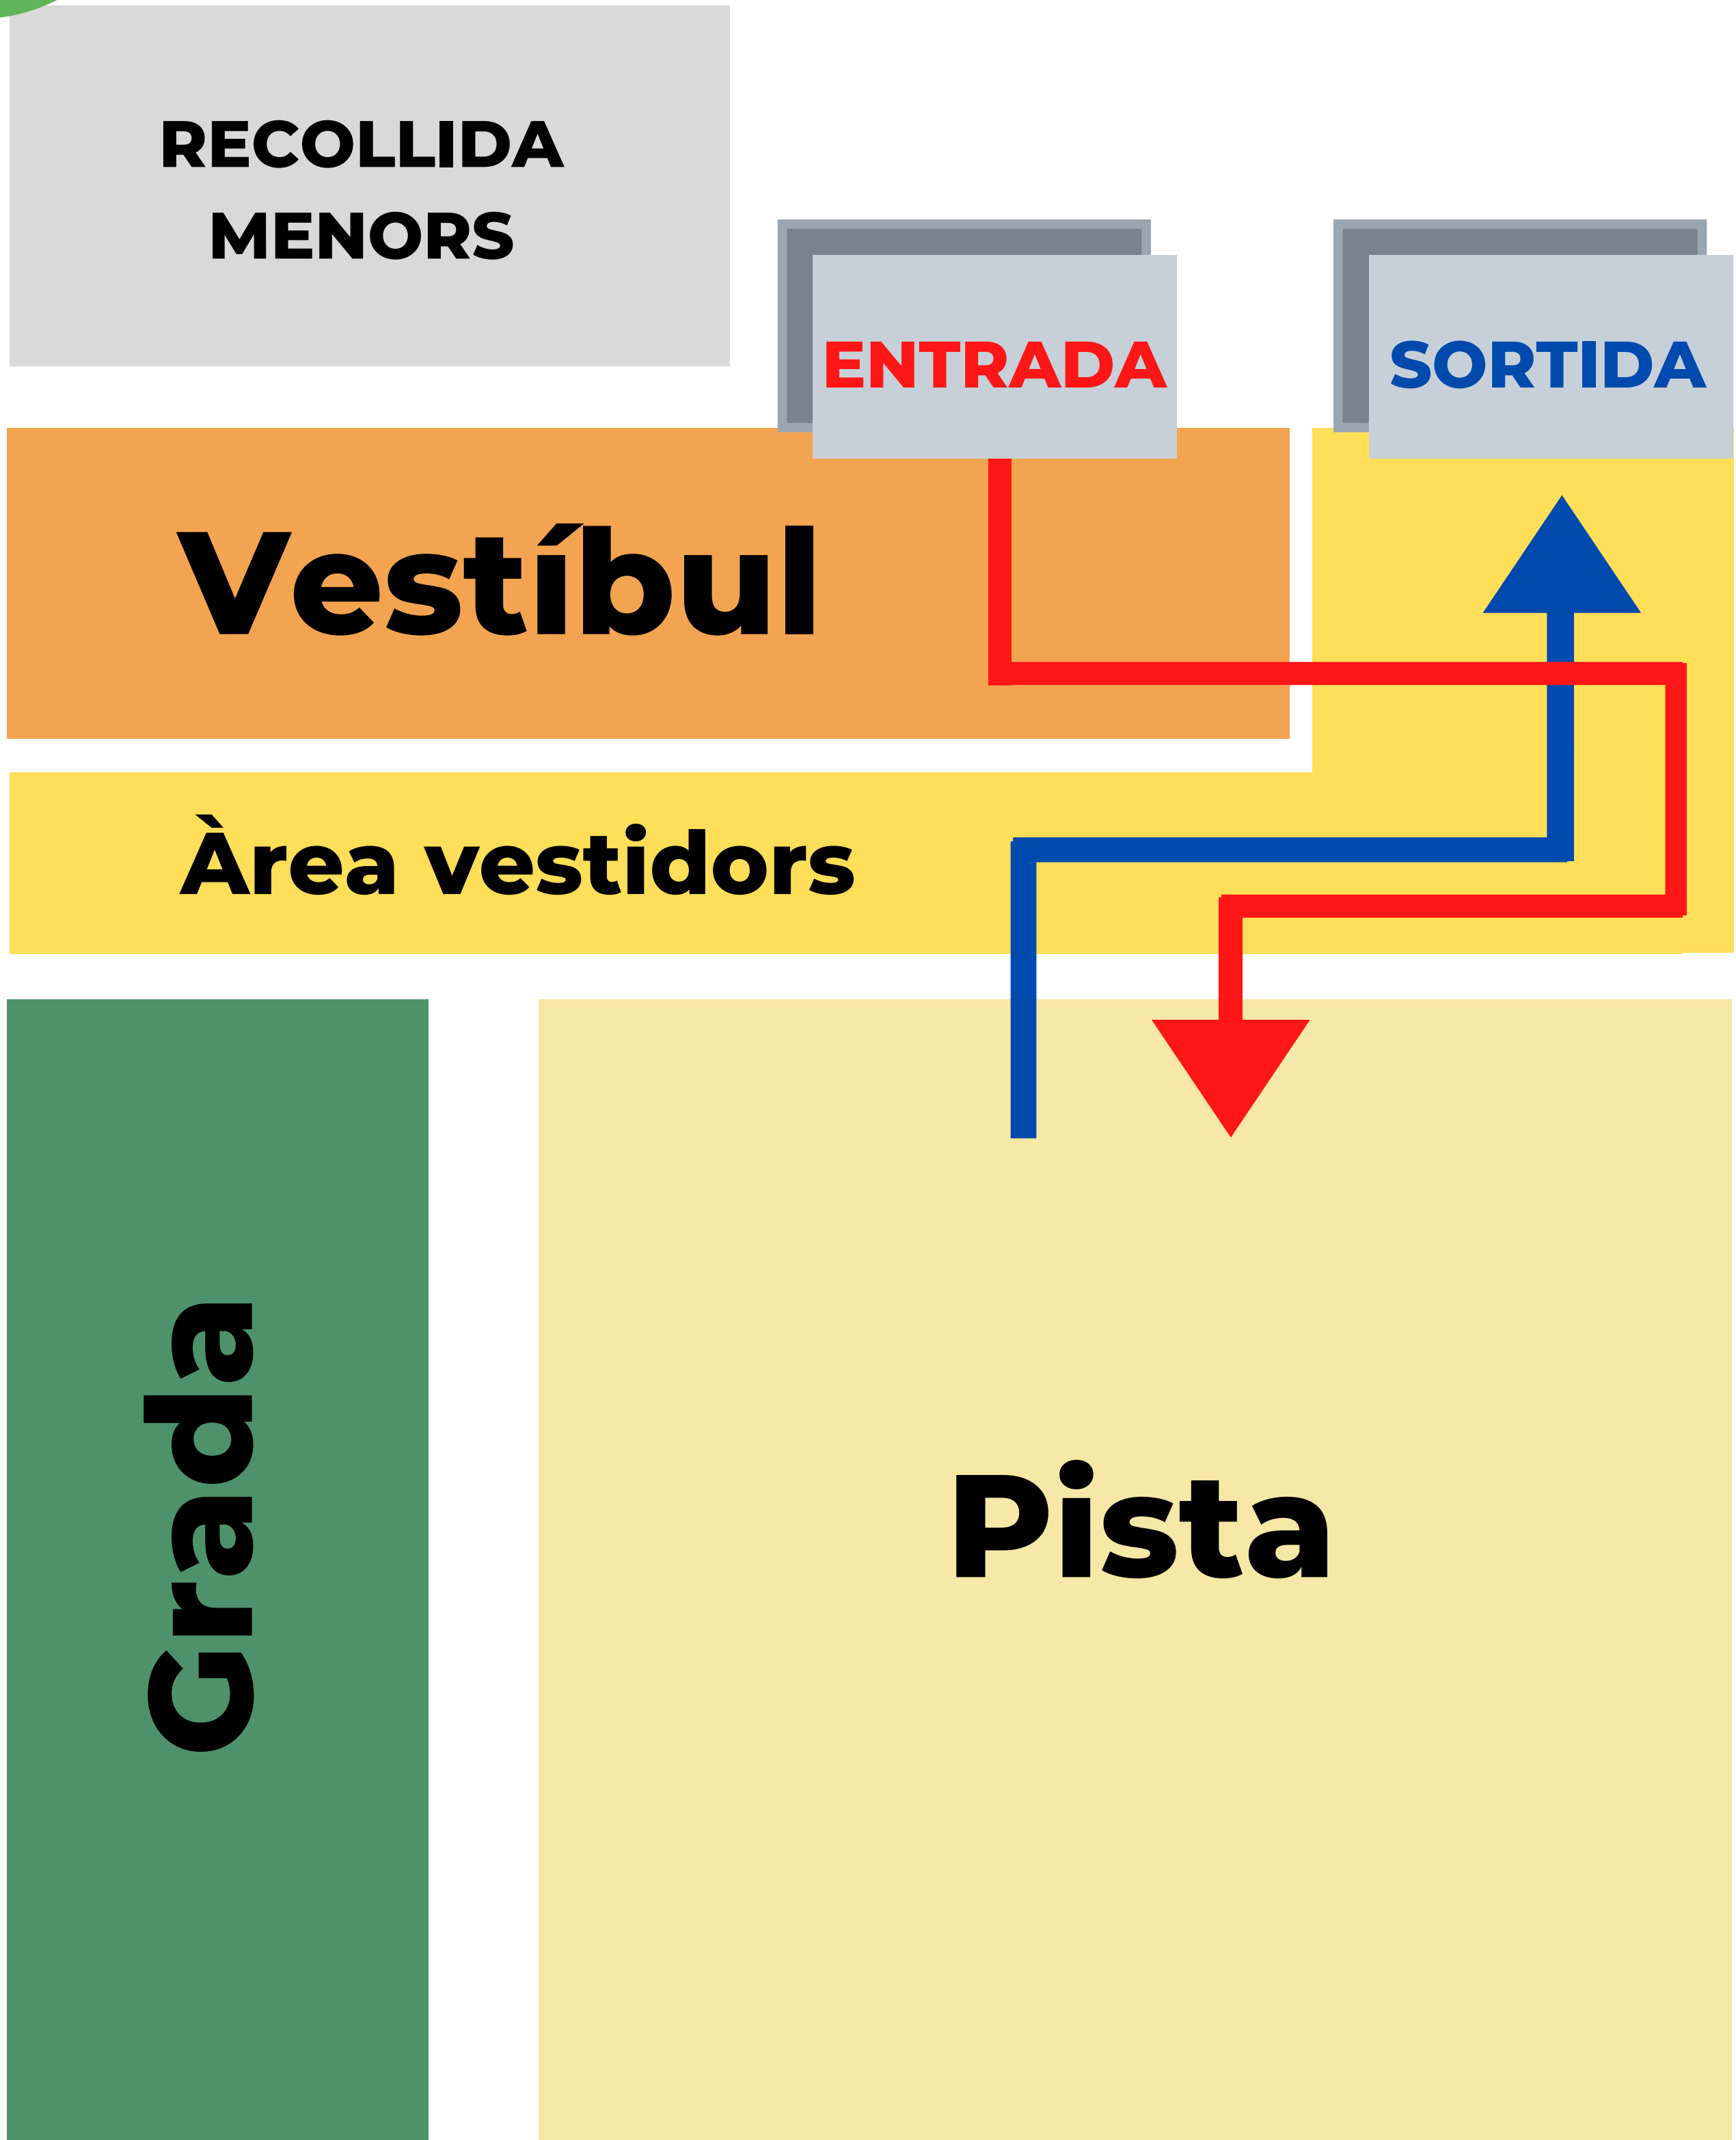 RECOLLIDA
MENORS
ENTRADA
SORTIDA
Vestíbul
Àrea vestidors
Grada
Pista